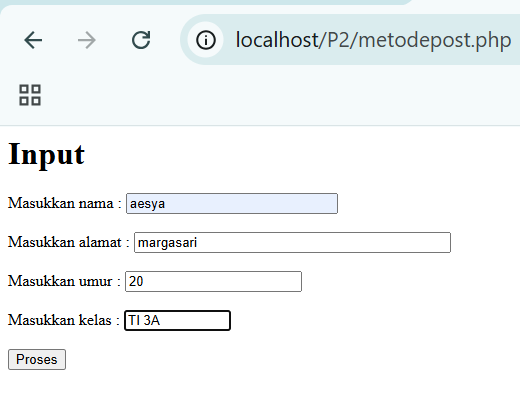 localhost/P2/metodepost.php
Input
Masukkan nama : aesya
Masukkan alamat : margasari
Masukkan umur : 20
Masukkan kelas : TI 3A
Proses